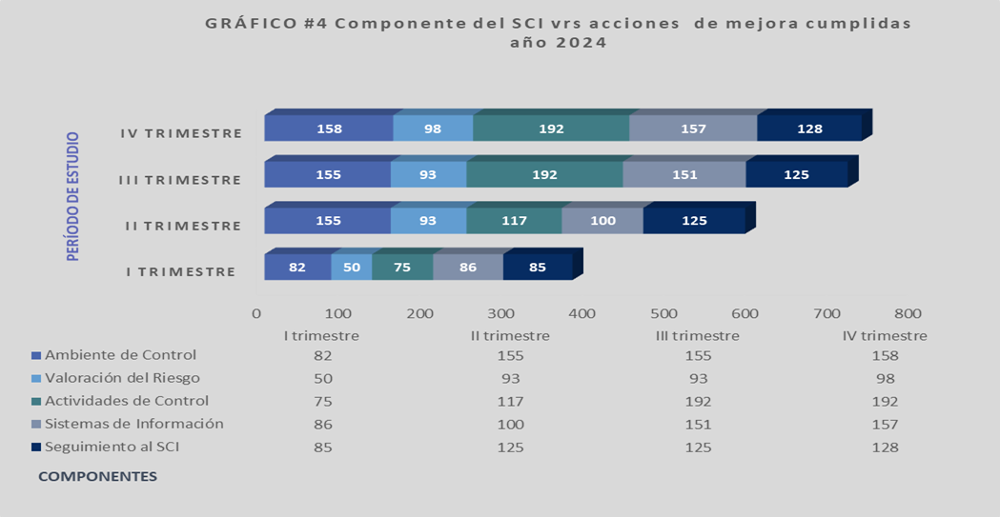 GRÁFICO #4 Componente del SCI vrs acciones de mejora cumplidas
año 2024
PERÍODO DE ESTUDIO
IV TRIMESTRE 158 98 192 157 128
III TRIMESTRE 155 93 192 151 125
II TRIMESTRE 155 93 117 100 125
I TRIMESTRE 82 50 75 86 85
0 100 200 300 400 500 600 700 800
I trimestre II trimestre III trimestre IV trimestre
Ambiente de Control 82 155 155 158
Valoración del Riesgo 50 93 93 98
Actividades de Control 75 117 192 192
Sistemas de Información 86 100 151 157
Seguimiento al SCI 85 125 125 128
COMPONENTES